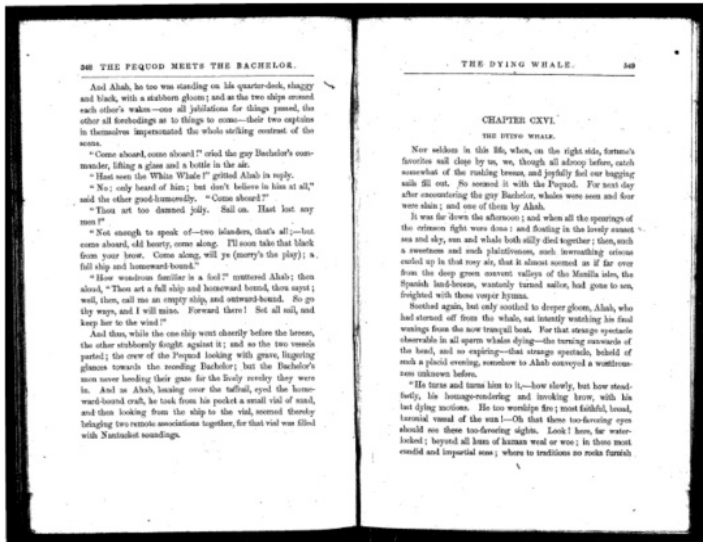 548 THE PEQUOD MEETS THE BACHELOR.
And Ahab, he too was standing on his quarter-deck, shaggy
and black, with a stubborn gloom; and as the two ships crossed
each other's wakes—one all jubilations for things passed, the
other all forebodings as to things to come—their two captains
in themselves impersonated the whole striking contrast of the
scene.
"Come aboard, come aboard!" cried the gay Bachelor's com-
mander, lifting a glass and a bottle in the air.
"Hast seen the White Whale?" gritted Ahab in reply.
"No; only heard of him; but don't believe in him at all,"
said the other good-humoredly. "Come aboard!"
"Thou art too damned jolly. Sail on. Hast lost any
men?"
"Not enough to speak of—two islanders, that's all;—but
come aboard, old hearty, come along. I'll soon take that black
from your brow. Come along, will ye (merry's the play); a
full ship and homeward-bound."
"How wondrous familiar is a fool!" muttered Ahab; then
aloud, "Thou art a full ship and homeward bound, thou sayst;
well, then, call me an empty ship, and outward-bound. So go
thy ways, and I will mine. Forward there! Set all sail, and
keep her to the wind!"
And thus, while the one ship went cheerily before the breeze,
the other stubbornly fought against it; and so the two vessels
parted; the crew of the Pequod looking with grave, lingering
glances towards the receding Bachelor; but the Bachelor's
men never heeding their gaze for the lively revelry they were
in. And as Ahab, leaning over the taffrail, eyed the home-
ward-bound craft, he took from his pocket a small vial of sand,
and then looking from the ship to the vial, seemed thereby
bringing two remote associations together, for that vial was filled
with Nantucket soundings.
THE DYING WHALE. 549
CHAPTER CXVI.
THE DYING WHALE.
Not seldom in this life, when, on the right side, fortune's
favorites sail close by us, we, though all adroop before, catch
somewhat of the rushing breeze, and joyfully feel our bagging
sails fill out. So seemed it with the Pequod. For next day
after encountering the gay Bachelor, whales were seen and four
were slain; and one of them by Ahab.
It was far down the afternoon; and when all the spearings of
the crimson fight were done: and floating in the lovely sunset
sea and sky, sun and whale both stilly died together; then, such
a sweetness and such plaintiveness, such inwreathing orisons
curled up in that rosy air, that it almost seemed as if far over
from the deep green convent valleys of the Manilla isles, the
Spanish land-breeze, wantonly turned sailor, had gone to sea,
freighted with these vesper hymns.
Soothed again, but only soothed to deeper gloom, Ahab, who
had sterned off from the whale, sat intently watching his final
wanings from the now tranquil boat. For that strange spectacle
observable in all sperm whales dying—the turning sunwards of
the head, and so expiring—that strange spectacle, beheld of
such a placid evening, somehow to Ahab conveyed a wondrous-
ness unknown before.
"He turns and turns him to it,—how slowly, but how stead-
fastly, his homage-rendering and invoking brow, with his
last dying motions. He too worships fire; most faithful, broad,
baronial vassal of the sun!—Oh that these too-favoring eyes
should see these too-favoring sights. Look! here, far water-
locked; beyond all hum of human weal or woe; in these most
candid and impartial seas; where to traditions no rocks furnish